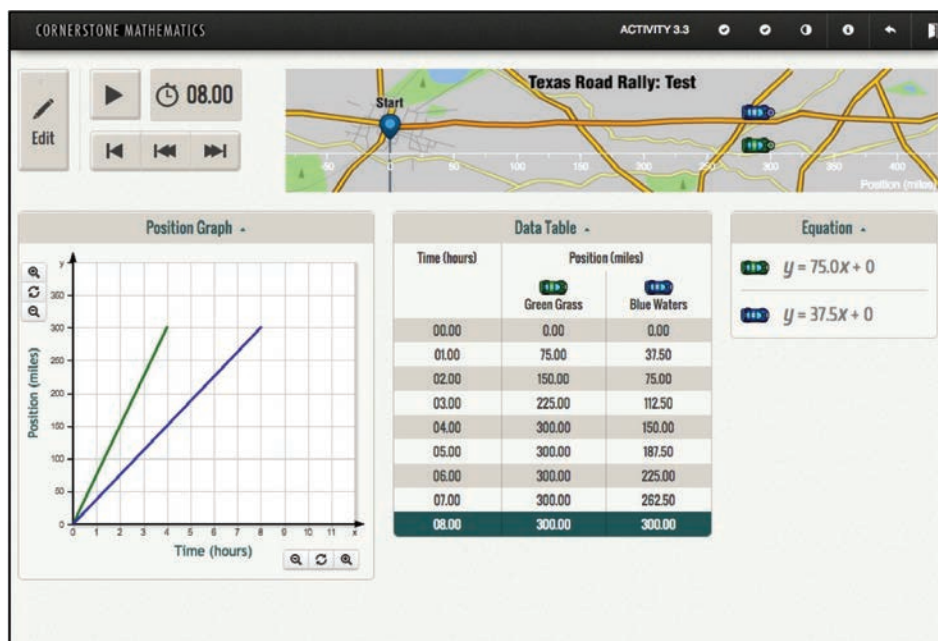 CORNERSTONE MATHEMATICS
ACTIVITY 3.3
Edit
08.00
Texas Road Rally: Test
Start
-50 0 50 100 150 200 250 300 350 400
Position (miles)
Position Graph
y
350
300
250
200
150
100
50
0
0 1 2 3 4 5 6 7 8 9 10 11 x
Position (miles)
Time (hours)
Data Table
Time (hours) Position (miles)
Green Grass Blue Waters
00.00 0.00 0.00
01.00 75.00 37.50
02.00 150.00 75.00
03.00 225.00 112.50
04.00 300.00 150.00
05.00 300.00 187.50
06.00 300.00 225.00
07.00 300.00 262.50
08.00 300.00 300.00
Equation
y = 75.0x + 0
y = 37.5x + 0